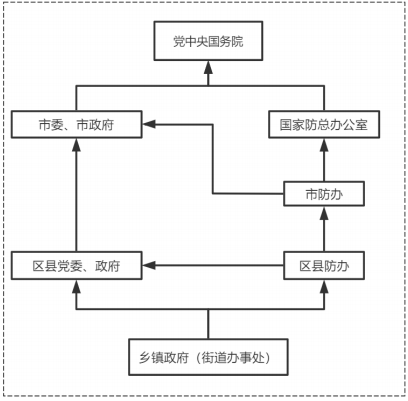 党中央国务院
市委、市政府
国家防总办公室
市防办
区县党委、政府
区县防办
乡镇政府（街道办事处）